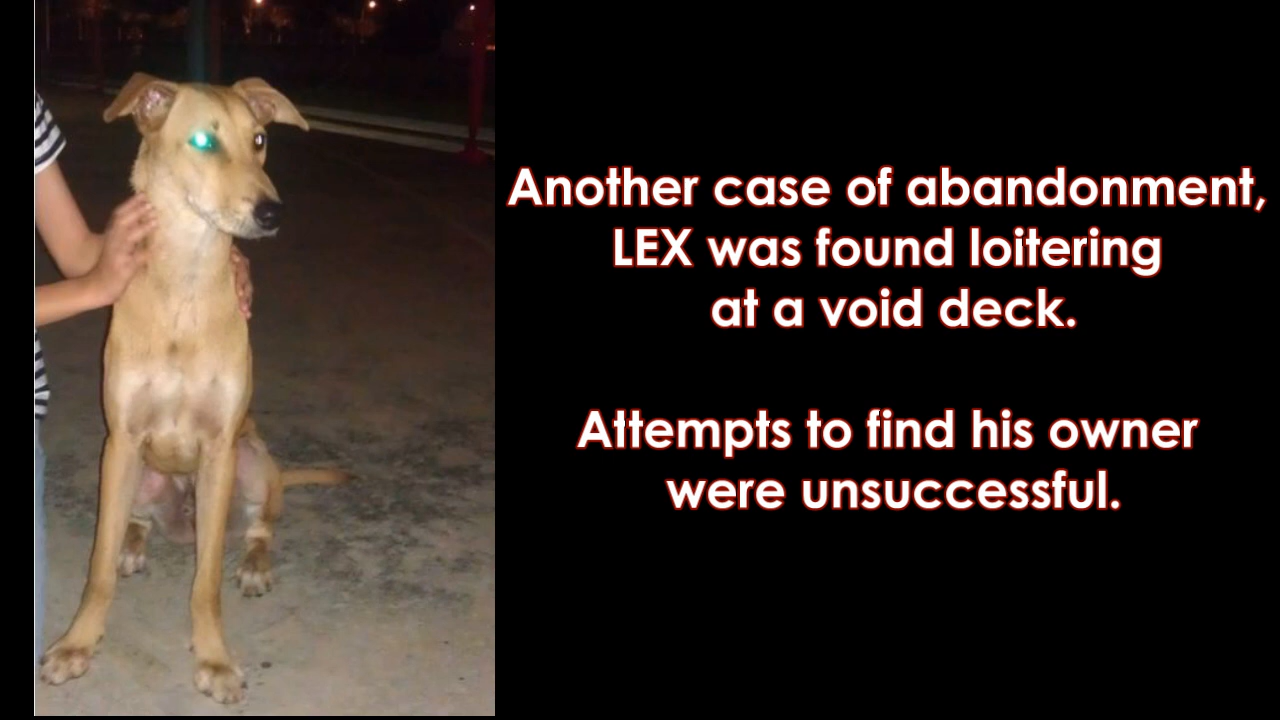 Another case of abandonment,
LEX was found loitering
at a void deck.
Attempts to find his owner
were unsuccessful.